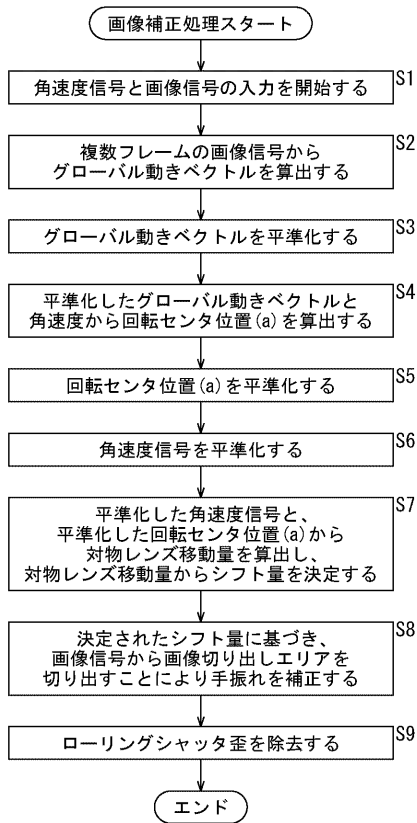 画像補正処理スタート
S1
角速度信号と画像信号の入力を開始する
S2
複数フレームの画像信号から
グローバル動きベクトルを算出する
S3
グローバル動きベクトルを平準化する
S4
平準化したグローバル動きベクトルと
角速度から回転センタ位置(a)を算出する
S5
回転センタ位置(a)を平準化する
S6
角速度信号を平準化する
S7
平準化した角速度信号と、
平準化した回転センタ位置(a)から
対物レンズ移動量を算出し、
対物レンズ移動量からシフト量を決定する
S8
決定されたシフト量に基づき、
画像信号から画像切り出しエリアを
切り出すことにより手振れを補正する
S9
ローリングシャッタ歪を除去する
エンド